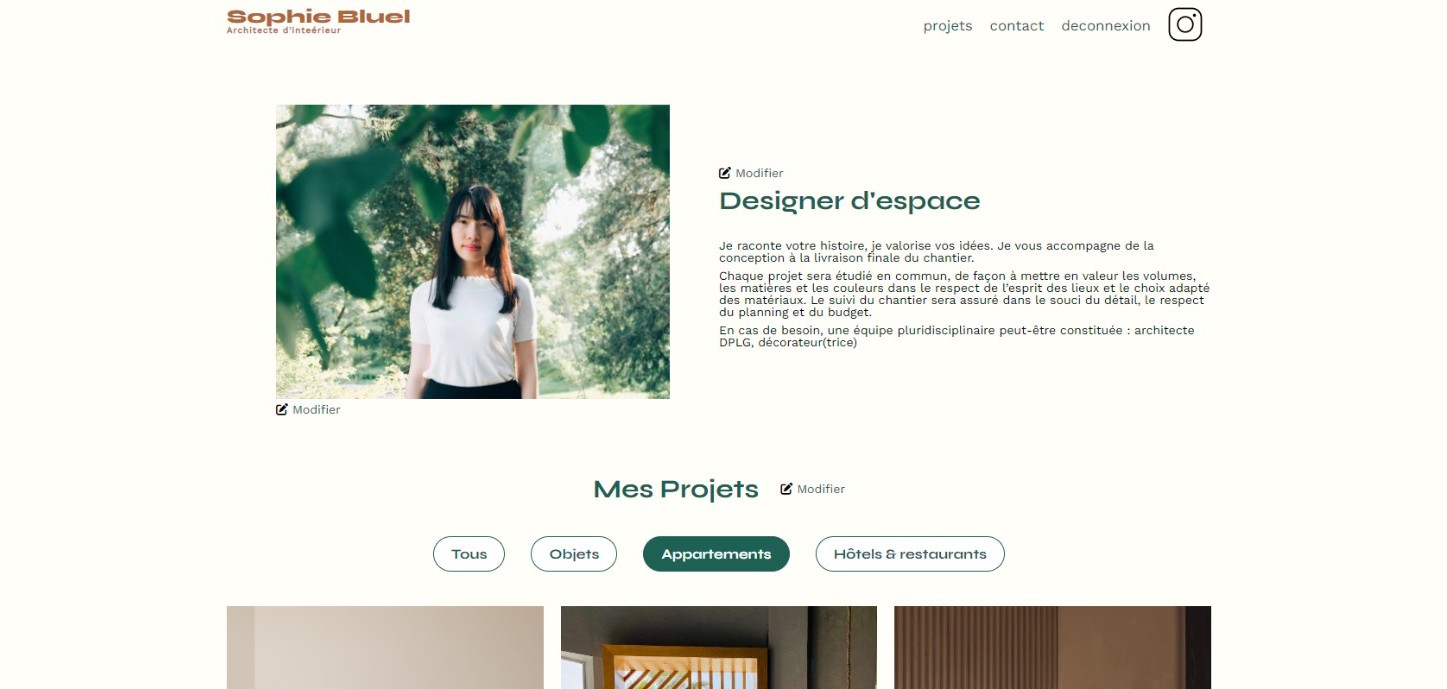 Sophie Bluel
Architecte d'inteérieur
projets contact deconnexion
Modifier
Designer d'espace
Je raconte votre histoire, je valorise vos idées. Je vous accompagne de la
conception à la livraison finale du chantier.
Chaque projet sera étudié en commun, de façon à mettre en valeur les volumes,
les matières et les couleurs dans le respect de l'esprit des lieux et le choix adapté
des matériaux. Le suivi du chantier sera assuré dans le souci du détail, le respect
du planning et du budget.
En cas de besoin, une équipe pluridisciplinaire peut-être constituée : architecte
DPLG, décorateur(trice)
Modifier
Mes Projets Modifier
Tous Objets Appartements Hôtels & restaurants